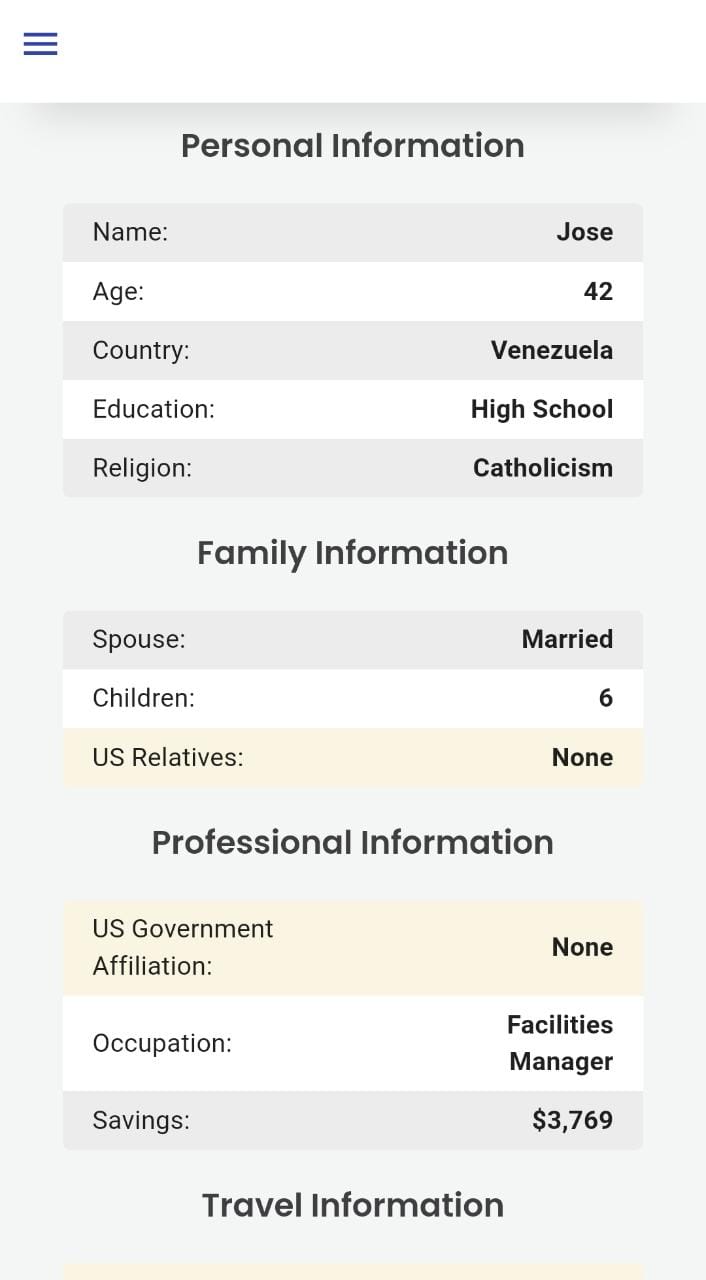 Personal Information
Name: Jose
Age: 42
Country: Venezuela
Education: High School
Religion: Catholicism
Family Information
Spouse: Married
Children: 6
US Relatives: None
Professional Information
US Government
Affiliation: None
Occupation: Facilities
Manager
Savings: $3,769
Travel Information